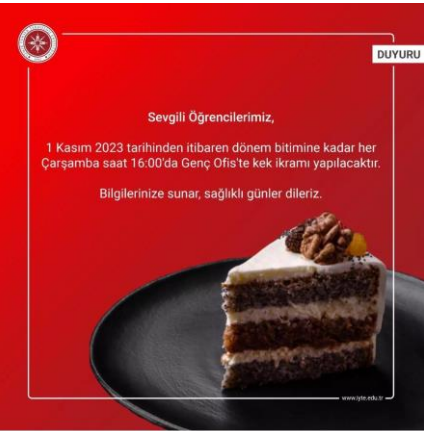 DUYURU
Sevgili Öğrencilerimiz,
1 Kasım 2023 tarihinden itibaren dönem bitimine kadar her
Çarşamba saat 16:00'da Genç Ofis'te kek ikramı yapılacaktır.
Bilgilerinize sunar, sağlıklı günler dileriz.
www.iyte.edu.tr